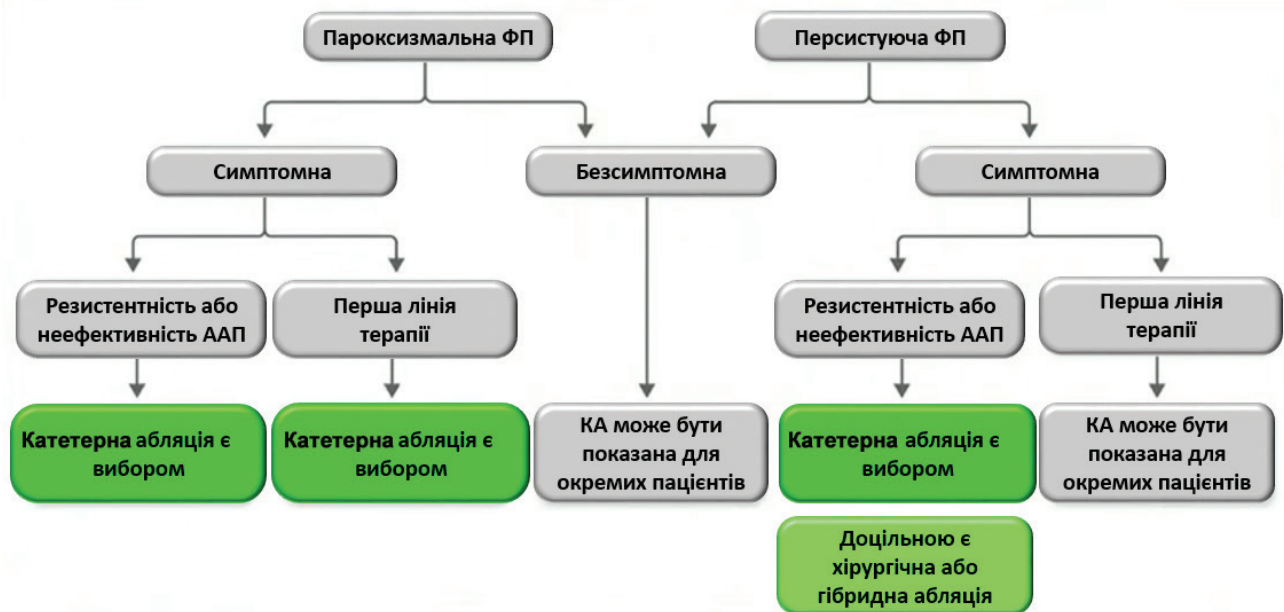 Пароксизмальна ФП
Персистуюча ФП
Симптомна
Безсимптомна
Симптомна
Резистентність або
неефективність ААП
Перша лінія
терапії
Резистентність або
неефективність ААП
Перша лінія
терапії
Катетерна абляція є
вибором
Катетерна абляція є
вибором
КА може бути
показана для
окремих пацієнтів
Катетерна абляція є
вибором
КА може бути
показана для
окремих пацієнтів
Доцільною є
хірургічна або
гібридна абляція